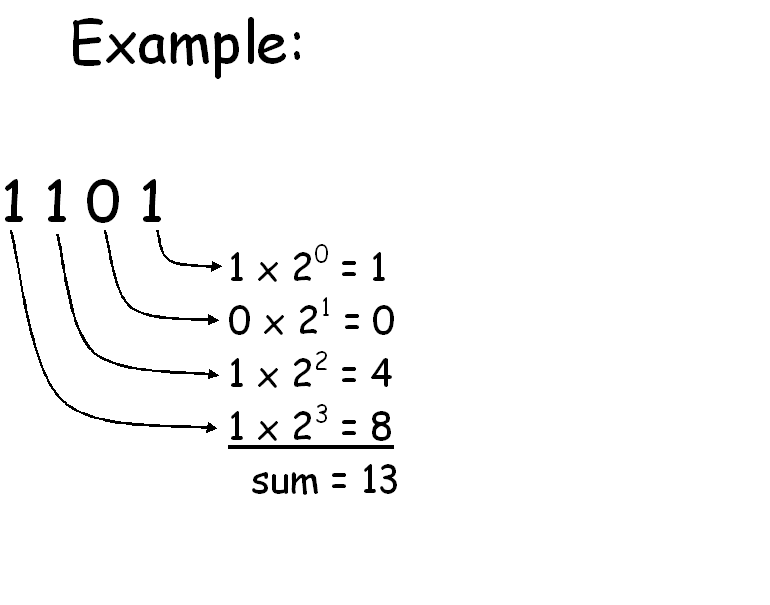 Example:
1 1 0 1
1 x 2⁰ = 1
0 x 2¹ = 0
1 x 2² = 4
1 x 2³ = 8
sum = 13